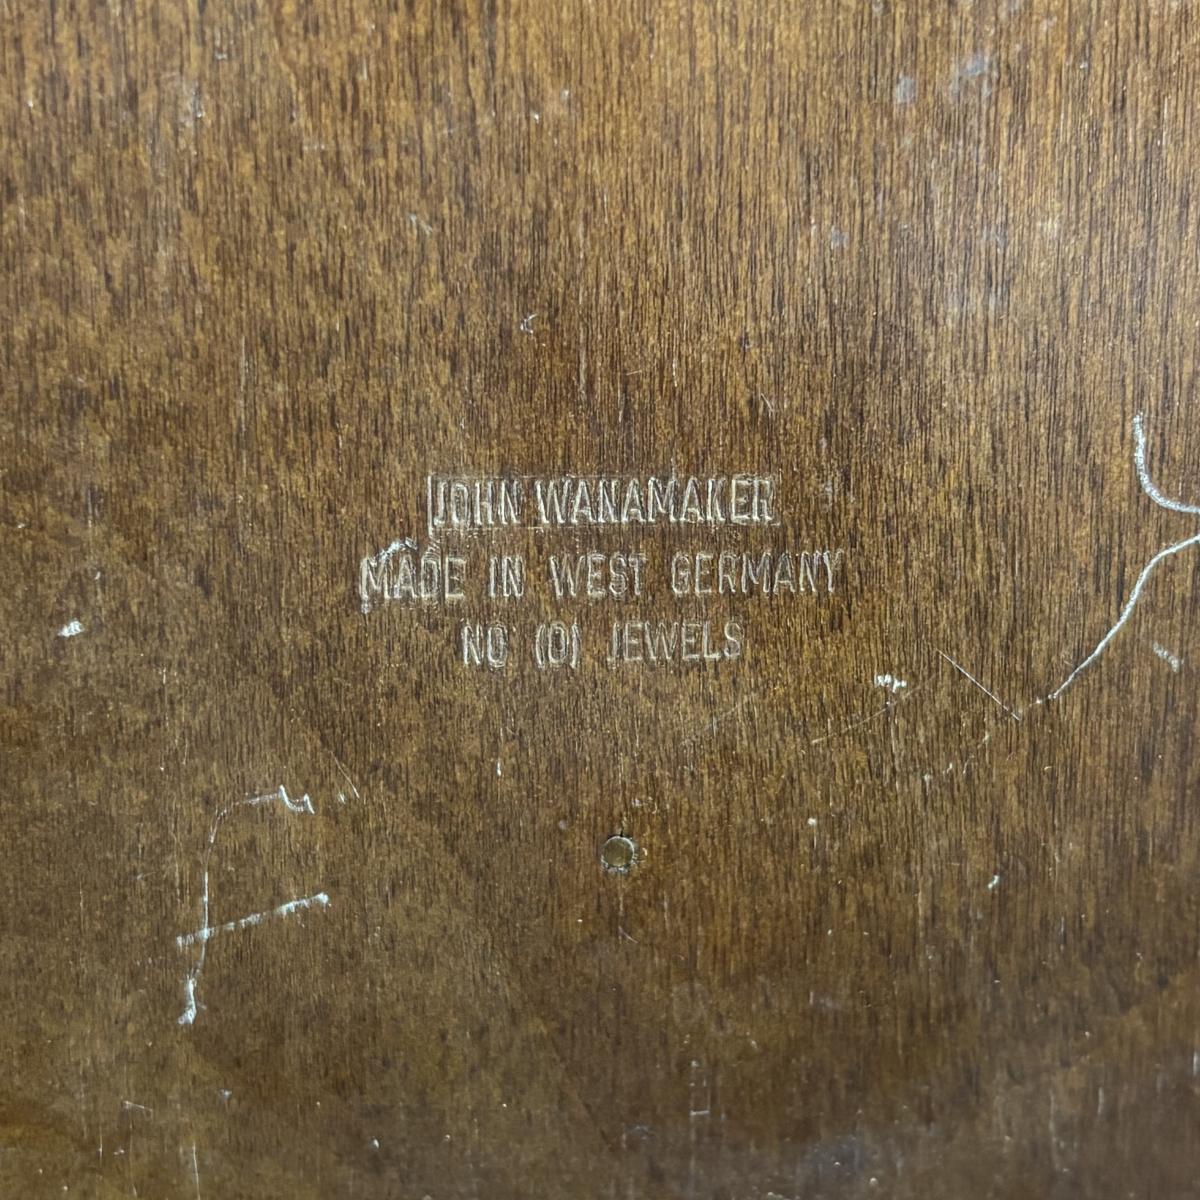 JOHN WANAMAKER
MADE IN WEST GERMANY
NO (0) JEWELS